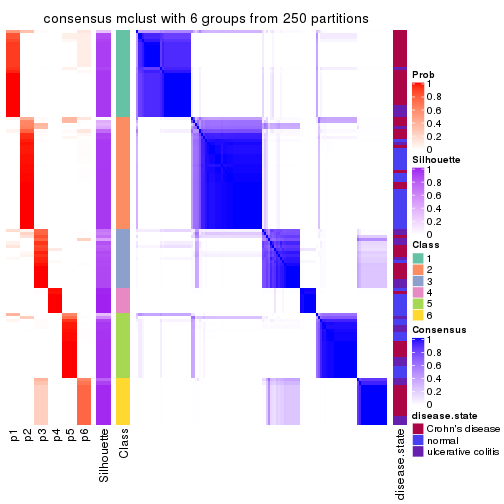 consensus mclust with 6 groups from 250 partitions
Prob
1
0.8
0.6
0.4
0.2
0
Silhouette
1
0.8
0.6
0.4
0.2
0
Class
1
2
3
4
5
6
Consensus
1
0.8
0.6
0.4
0.2
0
disease.state
Crohn's disease
normal
ulcerative colitis
p1
p2
p3
p4
p5
p6
Silhouette
Class
disease.state